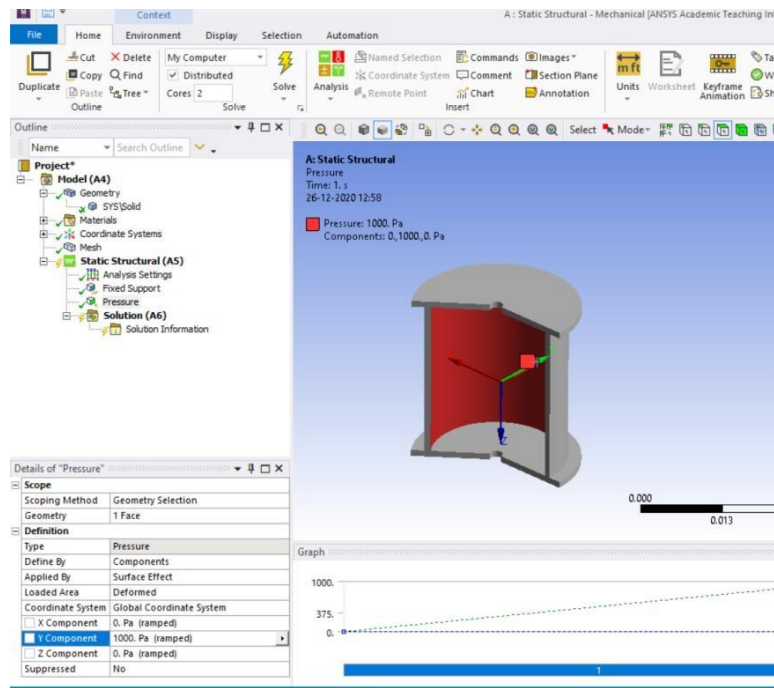 Context
A : Static Structural - Mechanical [ANSYS Academic Teaching In
File Home Environment Display Selection Automation
Duplicate
Cut
Copy
Paste
Delete
Find
Tree
Outline
My Computer
Distributed
Cores 2
Solve
Solve
Analysis
Named Selection
Coordinate System
Remote Point
Commands
Comment
Chart
Images
Section Plane
Annotation
Insert
m ft
Units
Worksheet
Keyframe
Animation
Ta
W
Sh
Outline
Name
Search Outline
Select Mode
Project*
Model (A4)
Geometry
SYS\Solid
Materials
Coordinate Systems
Mesh
Static Structural (A5)
Analysis Settings
Fixed Support
Pressure
Solution (A6)
Solution Information
A: Static Structural
Pressure
Time: 1. s
26-12-2020 12:58
Pressure: 1000. Pa
Components: 0.,1000.,0. Pa
Z
0.000
0.013
Details of "Pressure"
Scope
Scoping Method Geometry Selection
Geometry 1 Face
Definition
Type Pressure
Define By Components
Applied By Surface Effect
Loaded Area Deformed
Coordinate System Global Coordinate System
X Component 0. Pa (ramped)
Y Component 1000. Pa (ramped)
Z Component 0. Pa (ramped)
Suppressed No
Graph
1000.
375.
0.
1